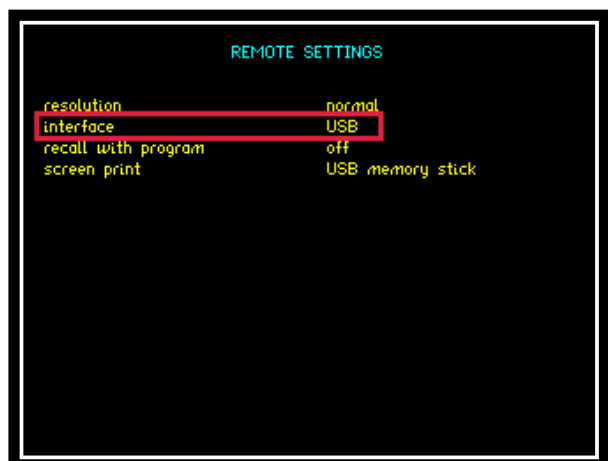 REMOTE SETTINGS
resolution normal
interface USB
recall with program off
screen print USB memory stick